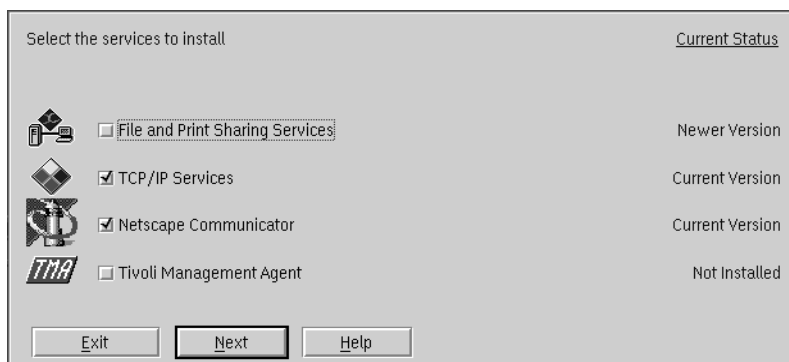 Select the services to install Current Status
File and Print Sharing Services Newer Version
TCP/IP Services Current Version
Netscape Communicator Current Version
TMA Tivoli Management Agent Not Installed
Exit Next Help